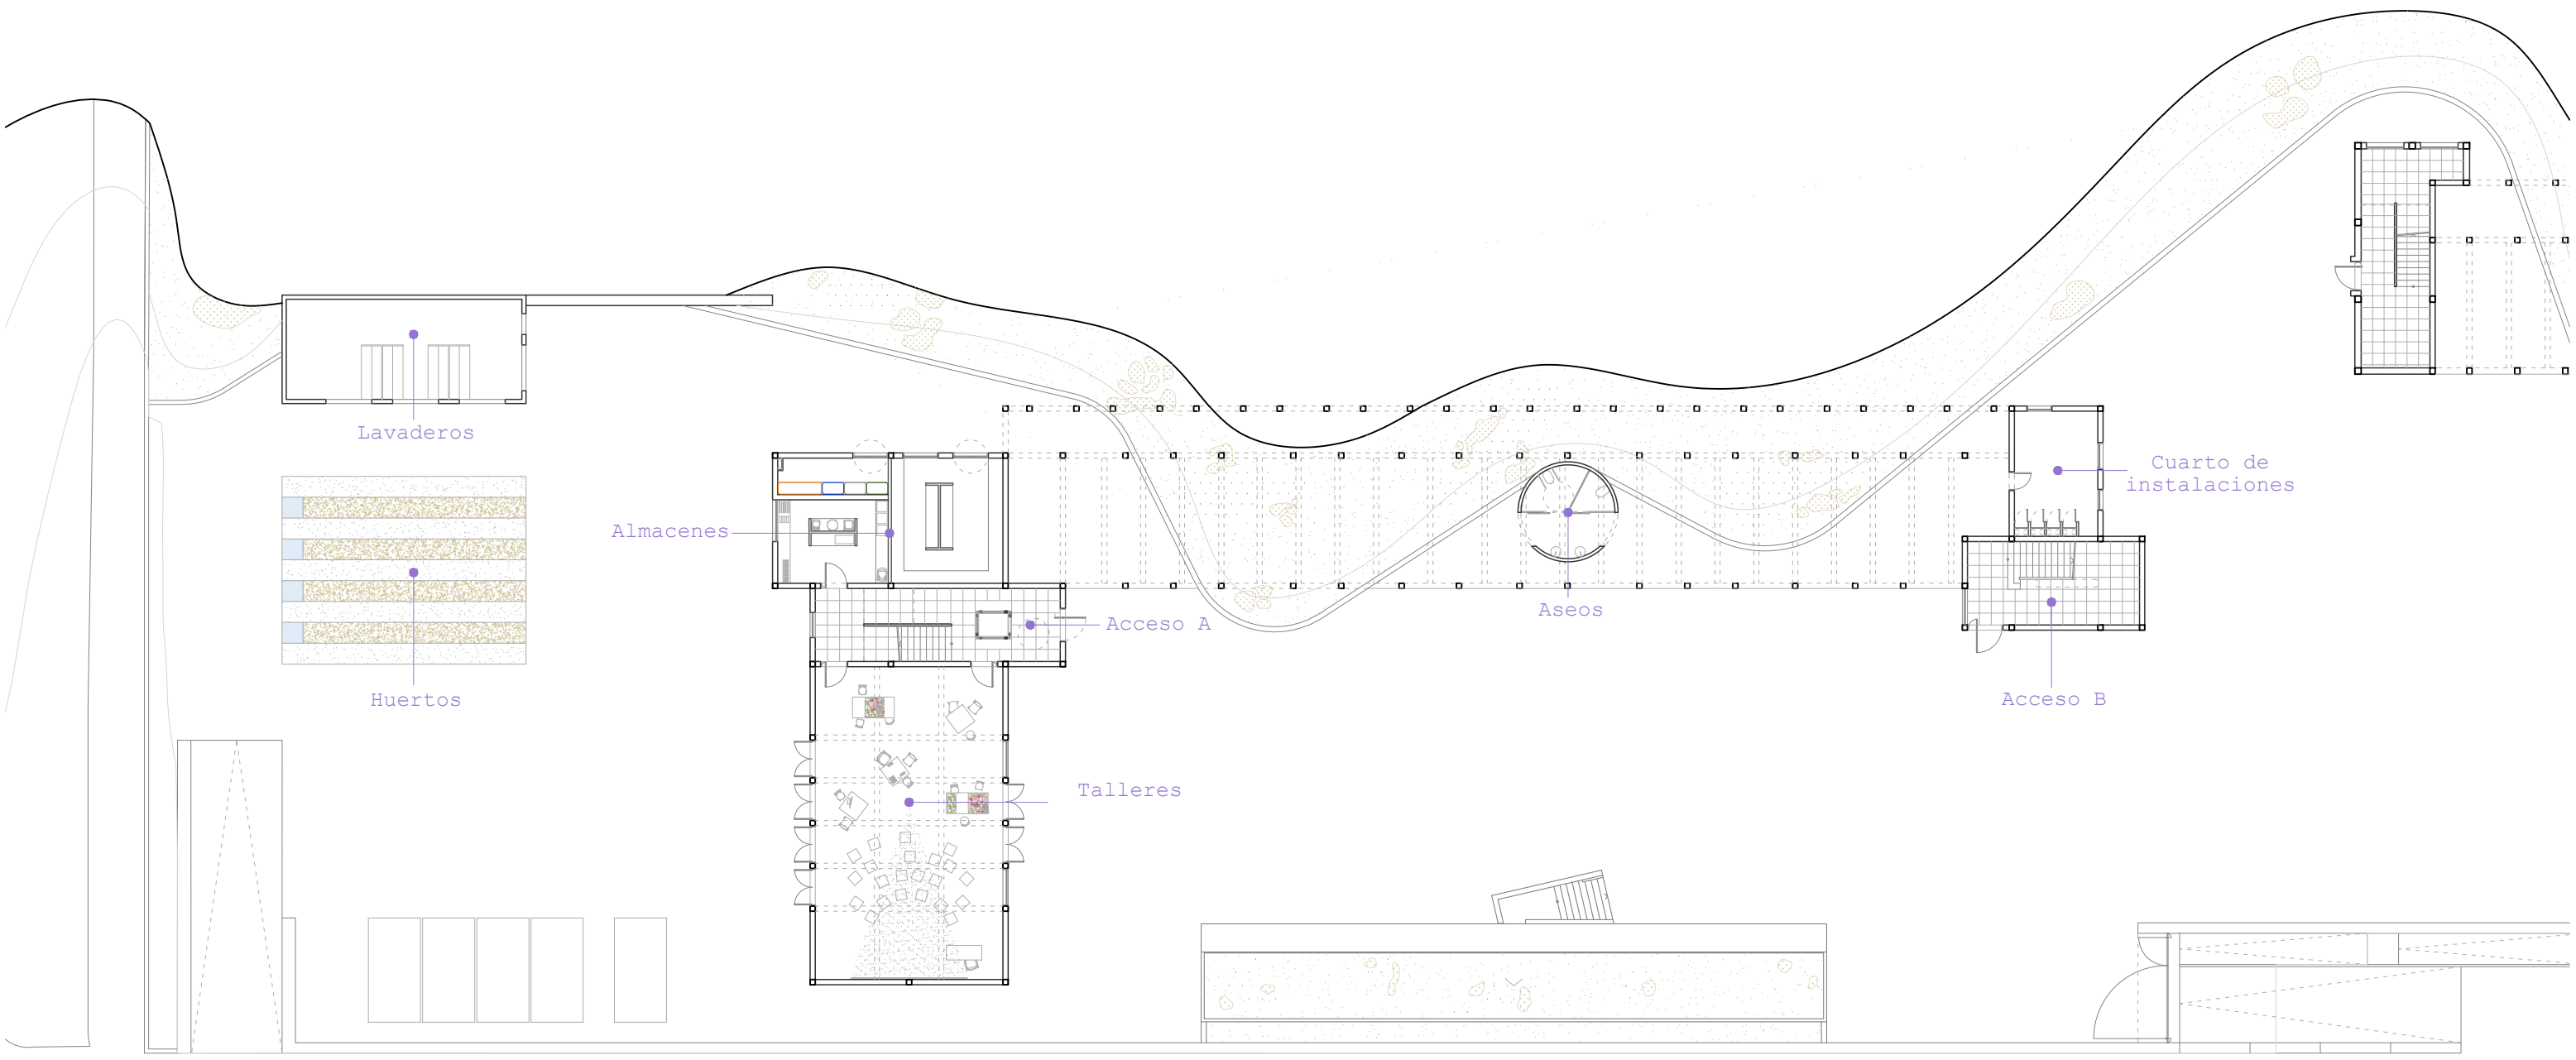 Lavaderos
Cuarto de
instalaciones
Almacenes
Aseos
Acceso A
Huertos
Acceso B
Talleres